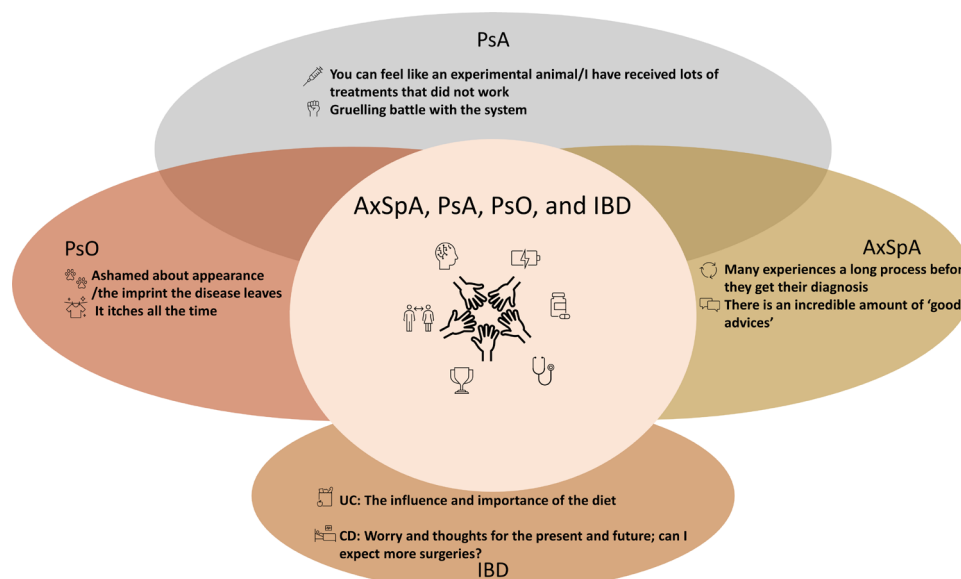 PsA
You can feel like an experimental animal/I have received lots of
treatments that did not work
Gruelling battle with the system
AxSpA, PsA, PsO, and IBD
PsO
Ashamed about appearance
/the imprint the disease leaves
It itches all the time
AxSpA
Many experiences a long process before
they get their diagnosis
There is an incredible amount of ‘good
advices’
UC: The influence and importance of the diet
CD: Worry and thoughts for the present and future; can I
expect more surgeries?
IBD